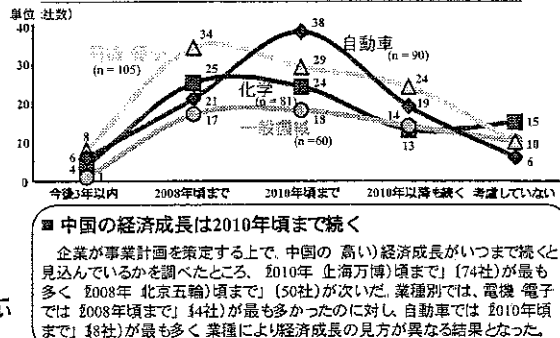 単位 社数)
40
30
20
10
0
34
38
自動車
(n = 90)
(n = 105)
25
29
24
化学
24
(n = 81)
19
21
17
一般機械
18
(n=60)
14
13
15
10
6
8
6
4
1
今後3年以内
2008年頃まで
2010年頃まで
2010年以降も続く
考慮していない
■ 中国の経済成長は2010年頃まで続く
企業が事業計画を策定する上で、中国の 高い)経済成長がいつまで続くと
見込んでいるかを調べたところ、2010年 上海万博)頃まで」(74社)が最も
多く 2008年 北京五輪)頃まで」(50社)が次いだ。業種別では、電機 電子
では 2008年頃まで」34社)が最も多かったのに対し、自動車では 2010年頃
まで」38社)が最も多く 業種により経済成長の見方が異なる結果となった。
い